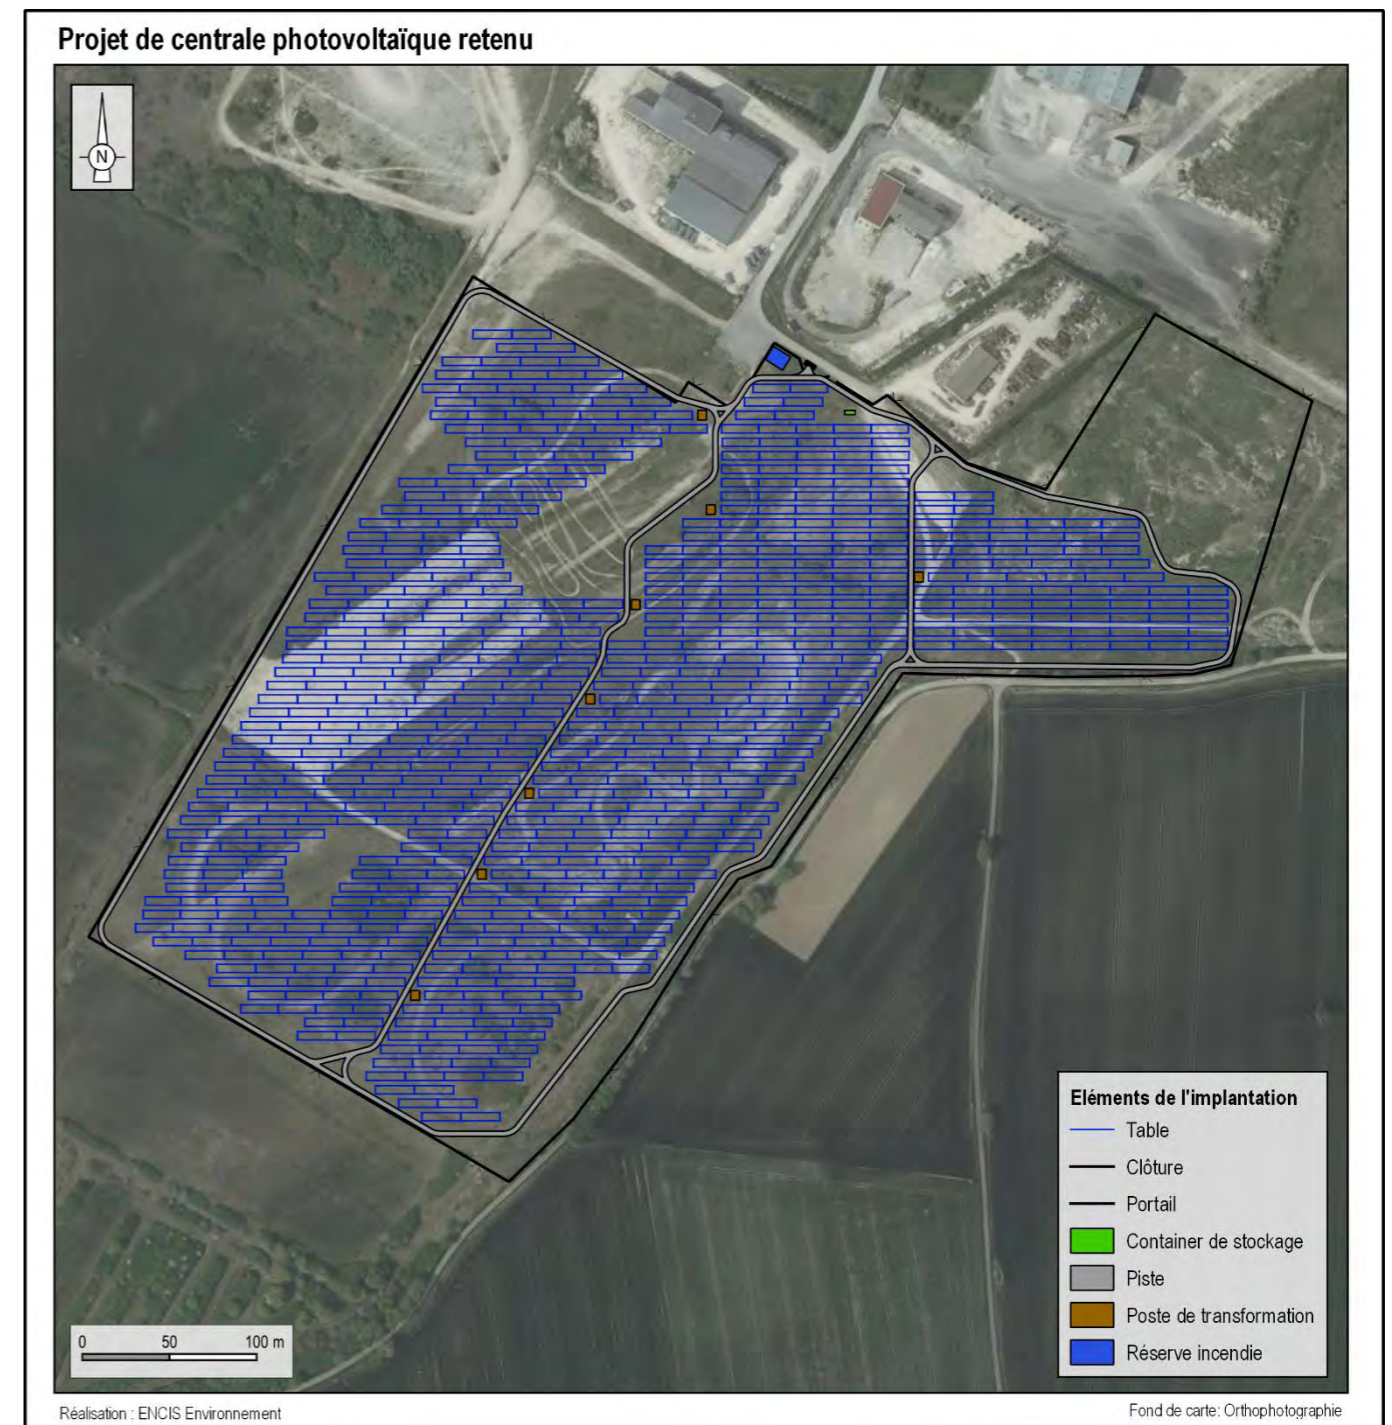 Projet de centrale photovoltaïque retenu
N
Eléments de l'implantation
Table
Clôture
Portail
Container de stockage
Piste
Poste de transformation
Réserve incendie
0 50 100 m
Réalisation : ENCIS Environnement
Fond de carte: Orthophotographie